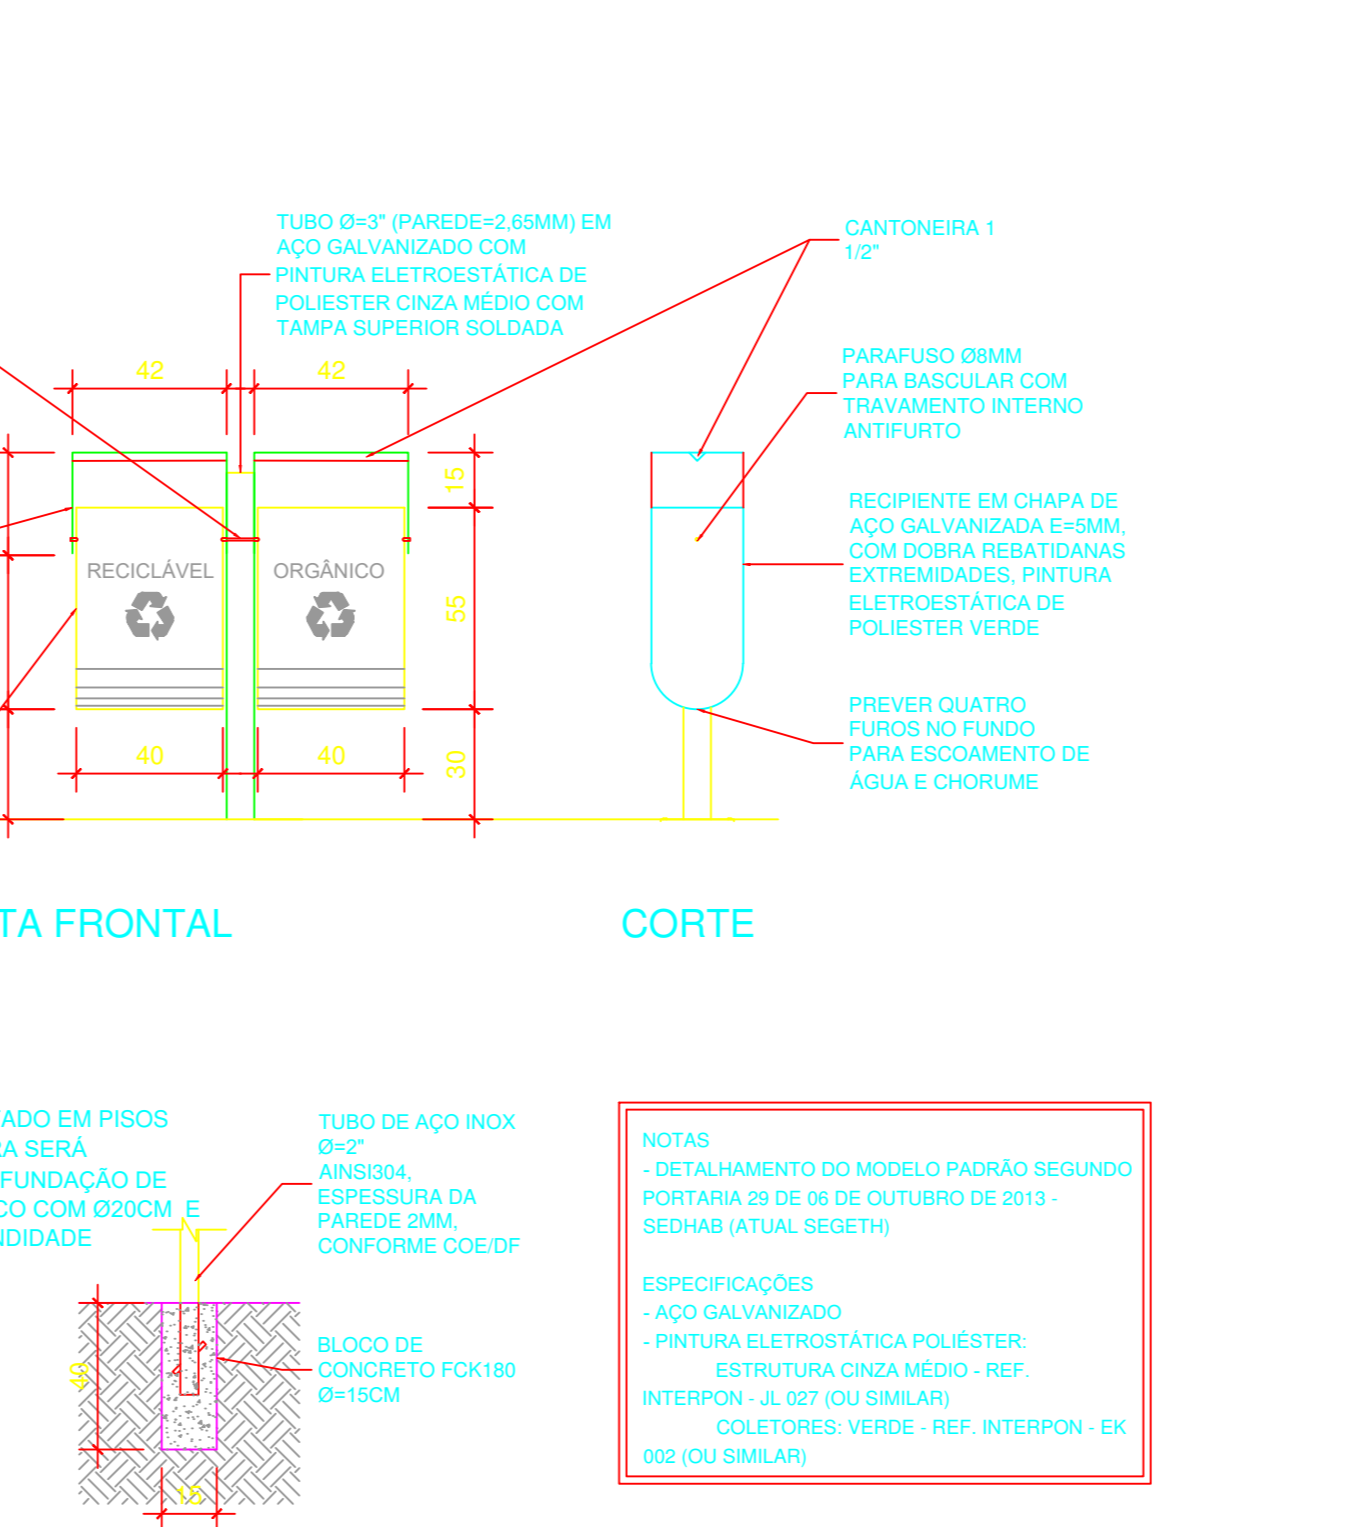 TUBO Ø=3" (PAREDE=2,65MM) EM
AÇO GALVANIZADO COM
PINTURA ELETROESTÁTICA DE
POLIESTER CINZA MÉDIO COM
TAMPA SUPERIOR SOLDADA
CANTONEIRA 1
1/2"
PARAFUSO Ø8MM
PARA BASCULAR COM
TRAVAMENTO INTERNO
ANTIFURTO
RECIPIENTE EM CHAPA DE
AÇO GALVANIZADA E=5MM,
COM DOBRA REBATIDANAS
EXTREMIDADES, PINTURA
ELETROESTÁTICA DE
POLIESTER VERDE
PREVER QUATRO
FUROS NO FUNDO
PARA ESCOAMENTO DE
ÁGUA E CHORUME
42
42
15
RECICLÁVEL
ORGÂNICO
55
40
40
30
TA FRONTAL
CORTE
ADO EM PISOS
RA SERÁ
FUNDAÇÃO DE
CO COM Ø20CM E
NDIDADE
TUBO DE AÇO INOX
Ø=2"
AINSI304,
ESPESSURA DA
PAREDE 2MM,
CONFORME COE/DF
BLOCO DE
CONCRETO FCK180
Ø=15CM
40
15
NOTAS
- DETALHAMENTO DO MODELO PADRÃO SEGUNDO
PORTARIA 29 DE 06 DE OUTUBRO DE 2013 -
SEDHAB (ATUAL SEGETH)
ESPECIFICAÇÕES
- AÇO GALVANIZADO
- PINTURA ELETROSTÁTICA POLIÉSTER:
ESTRUTURA CINZA MÉDIO - REF.
INTERPON - JL 027 (OU SIMILAR)
COLETORES: VERDE - REF. INTERPON - EK
002 (OU SIMILAR)